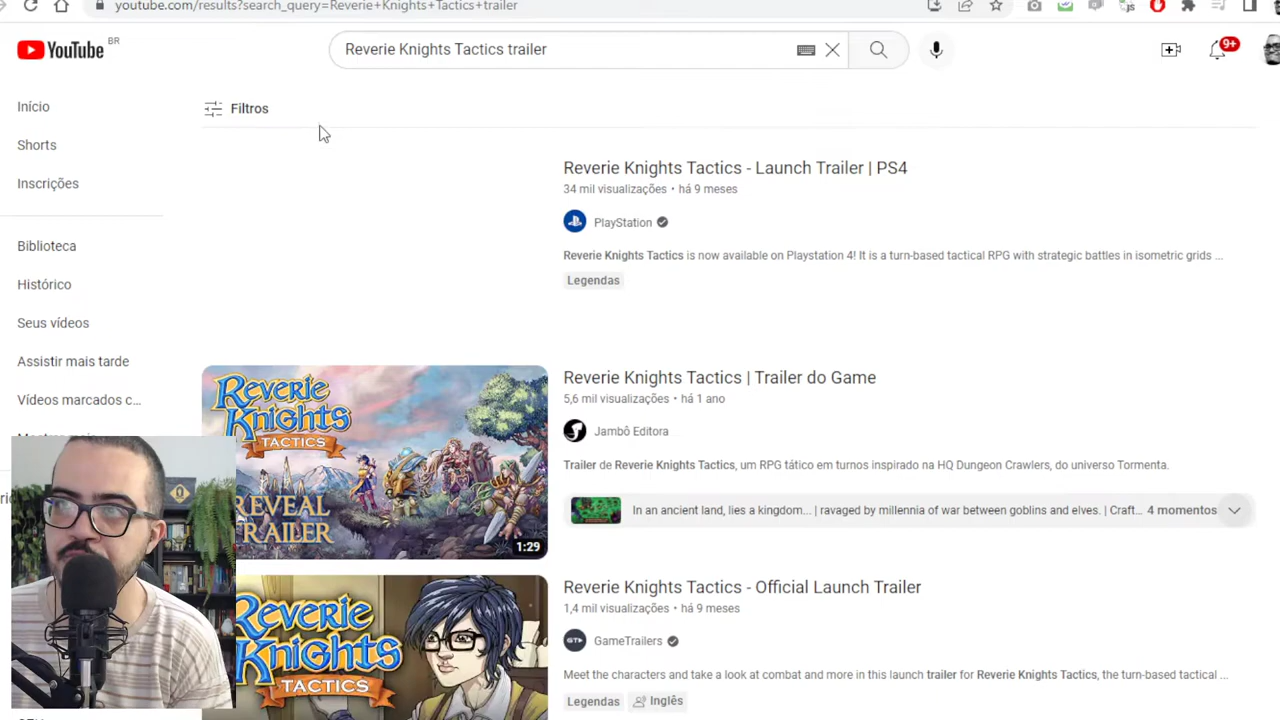 youtube.com/results?search_query=Reverie+Knights+Tactics+trailer
YouTube BR
Reverie Knights Tactics trailer
9+
Início
Shorts
Inscrições
Biblioteca
Histórico
Seus vídeos
Assistir mais tarde
Vídeos marcados c...
Filtros
Reverie Knights Tactics - Launch Trailer | PS4
34 mil visualizações • há 9 meses
PlayStation
Reverie Knights Tactics is now available on Playstation 4! It is a turn-based tactical RPG with strategic battles in isometric grids ...
Legendas
REVERIE
KNIGHTS
TACTICS
REVEAL
TRAILER
1:29
Reverie Knights Tactics | Trailer do Game
5,6 mil visualizações • há 1 ano
Jambô Editora
Trailer de Reverie Knights Tactics, um RPG tático em turnos inspirado na HQ Dungeon Crawlers, do universo Tormenta.
In an ancient land, lies a kingdom... | ravaged by millennia of war between goblins and elves. | Craft... 4 momentos
REVERIE
KNIGHTS
TACTICS
Reverie Knights Tactics - Official Launch Trailer
1,4 mil visualizações • há 9 meses
GT GameTrailers
Meet the characters and take a look at combat and more in this launch trailer for Reverie Knights Tactics, the turn-based tactical ...
Legendas
Inglês